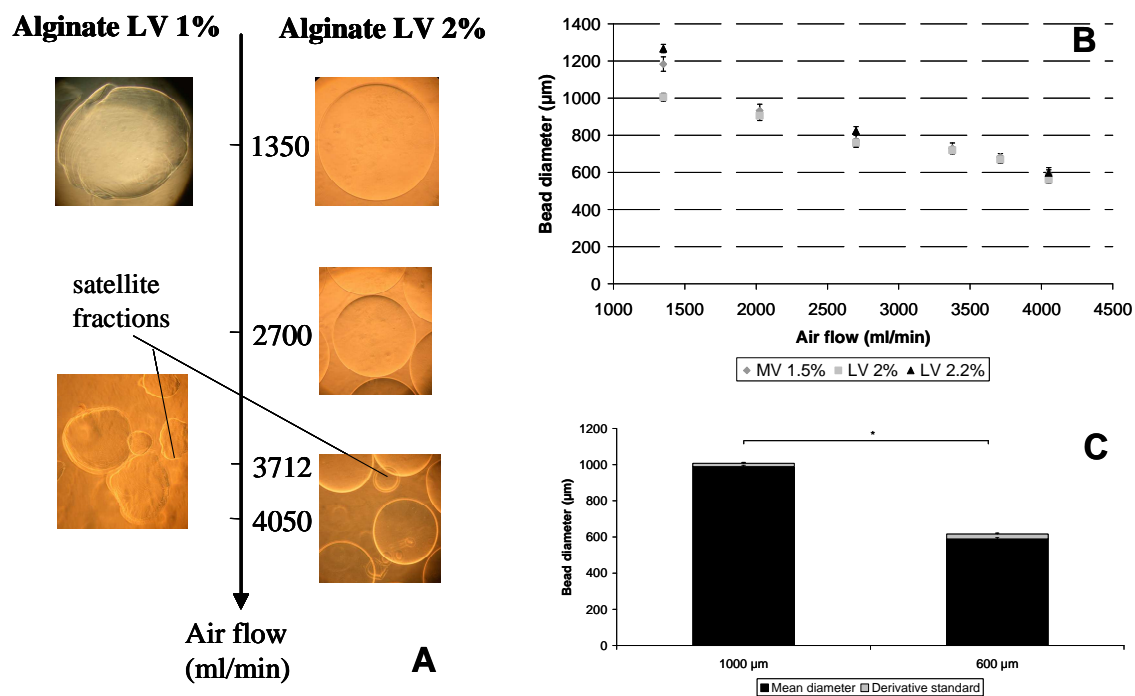 Alginate LV 1%
Alginate LV 2%
1350
satellite
fractions
2700
3712
4050
Air flow
(ml/min)
A
B
Bead diameter (µm)
1400
1200
1000
800
600
400
200
0
1000 1500 2000 2500 3000 3500 4000 4500
Air flow (ml/min)
MV 1.5% LV 2% LV 2.2%
C
Bead diameter (µm)
1200
1000
800
600
400
200
0
*
1000 µm 600 µm
Mean diameter Derivative standard